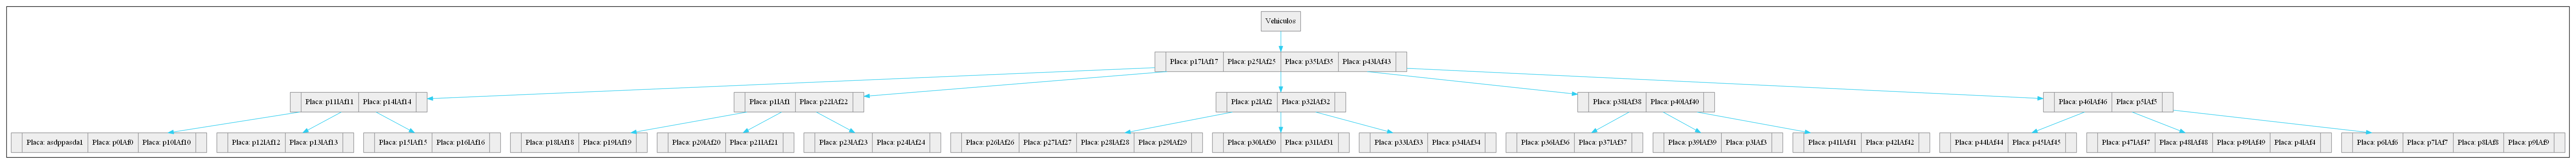 Vehiculos
Placa: p17lAf17 Placa: p25lAf25 Placa: p35lAf35 Placa: p43lAf43
Placa: p11lAf11 Placa: p14lAf14
Placa: p1lAf1 Placa: p22lAf22
Placa: p2lAf2 Placa: p32lAf32
Placa: p38lAf38 Placa: p40lAf40
Placa: p46lAf46 Placa: p5lAf5
Placa: asdppasda1 Placa: p0lAf0 Placa: p10lAf10
Placa: p12lAf12 Placa: p13lAf13
Placa: p15lAf15 Placa: p16lAf16
Placa: p18lAf18 Placa: p19lAf19
Placa: p20lAf20 Placa: p21lAf21
Placa: p23lAf23 Placa: p24lAf24
Placa: p26lAf26 Placa: p27lAf27 Placa: p28lAf28 Placa: p29lAf29
Placa: p30lAf30 Placa: p31lAf31
Placa: p33lAf33 Placa: p34lAf34
Placa: p36lAf36 Placa: p37lAf37
Placa: p39lAf39 Placa: p3lAf3
Placa: p41lAf41 Placa: p42lAf42
Placa: p44lAf44 Placa: p45lAf45
Placa: p47lAf47 Placa: p48lAf48 Placa: p49lAf49 Placa: p4lAf4
Placa: p6lAf6 Placa: p7lAf7 Placa: p8lAf8 Placa: p9lAf9